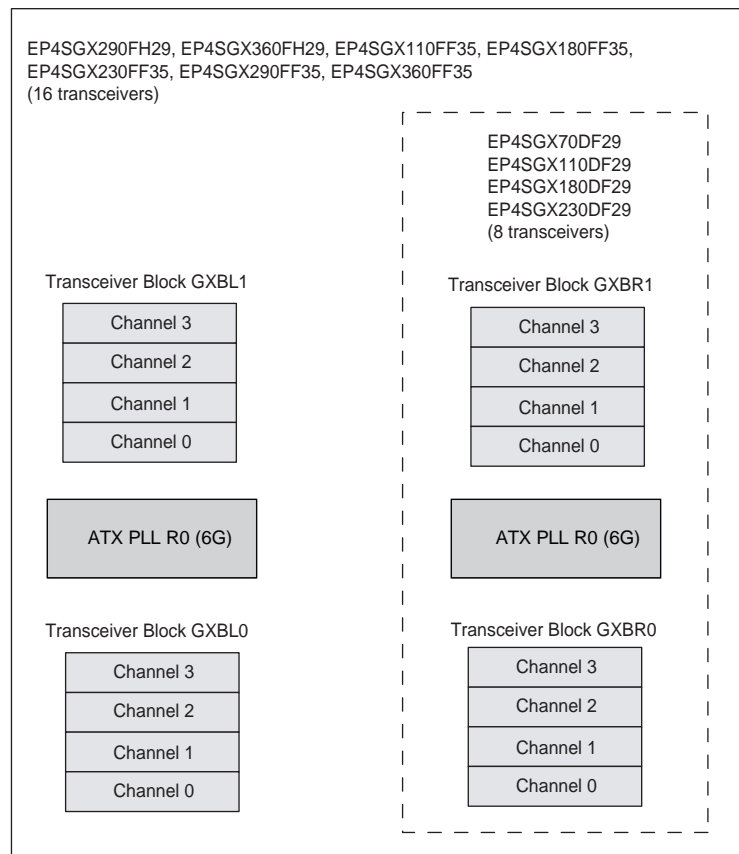 EP4SGX290FH29, EP4SGX360FH29, EP4SGX110FF35, EP4SGX180FF35,
EP4SGX230FF35, EP4SGX290FF35, EP4SGX360FF35
(16 transceivers)
EP4SGX70DF29
EP4SGX110DF29
EP4SGX180DF29
EP4SGX230DF29
(8 transceivers)
Transceiver Block GXBL1
Channel 3
Channel 2
Channel 1
Channel 0
ATX PLL R0 (6G)
Transceiver Block GXBL0
Channel 3
Channel 2
Channel 1
Channel 0
Transceiver Block GXBR1
Channel 3
Channel 2
Channel 1
Channel 0
ATX PLL R0 (6G)
Transceiver Block GXBR0
Channel 3
Channel 2
Channel 1
Channel 0